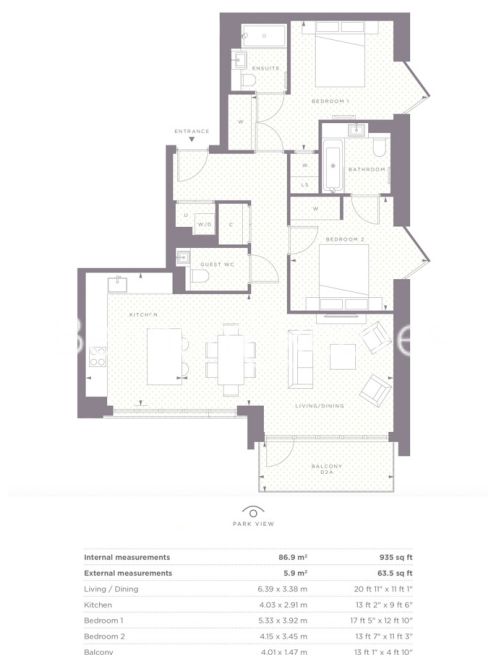 ENSUITE
BEDROOM 1
W
ENTRANCE
W
LS
BATHROOM
U
W/D
C
W
BEDROOM 2
GUEST WC
KITCHEN
LIVING/DINING
BALCONY
D2A
PARK VIEW
Internal measurements 86.9 m² 935 sq ft
External measurements 5.9 m² 63.5 sq ft
Living / Dining 6.39 x 3.38 m 20 ft 11" x 11 ft 1"
Kitchen 4.03 x 2.91 m 13 ft 2" x 9 ft 6"
Bedroom 1 5.33 x 3.92 m 17 ft 5" x 12 ft 10"
Bedroom 2 4.15 x 3.45 m 13 ft 7" x 11 ft 3"
Balcony 4.01 x 1.47 m 13 ft 1" x 4 ft 10"